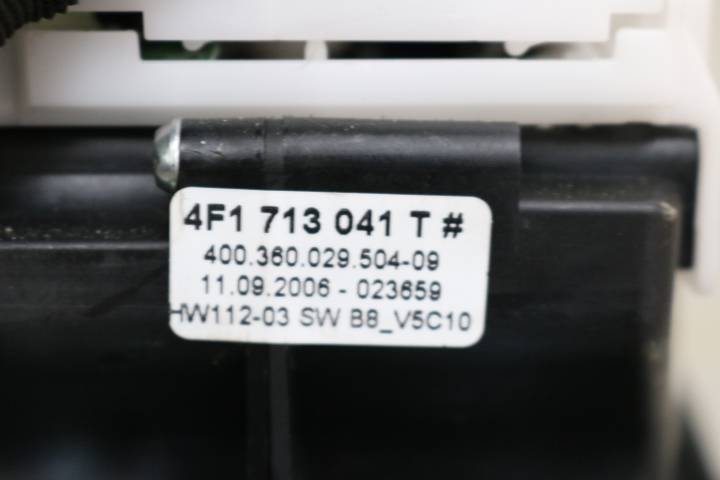 4F1 713 041 T #
400.360.029.504-09
11.09.2006 - 023659
HW112-03 SW B8_V5C10